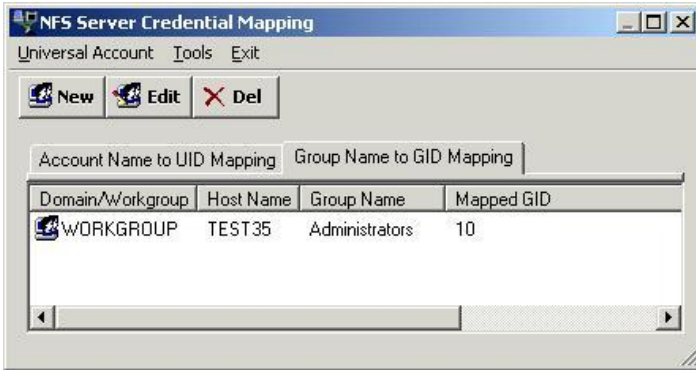 NFS Server Credential Mapping
Universal Account Tools Exit
New Edit Del
Account Name to UID Mapping Group Name to GID Mapping
Domain/Workgroup Host Name Group Name Mapped GID
WORKGROUP TEST35 Administrators 10